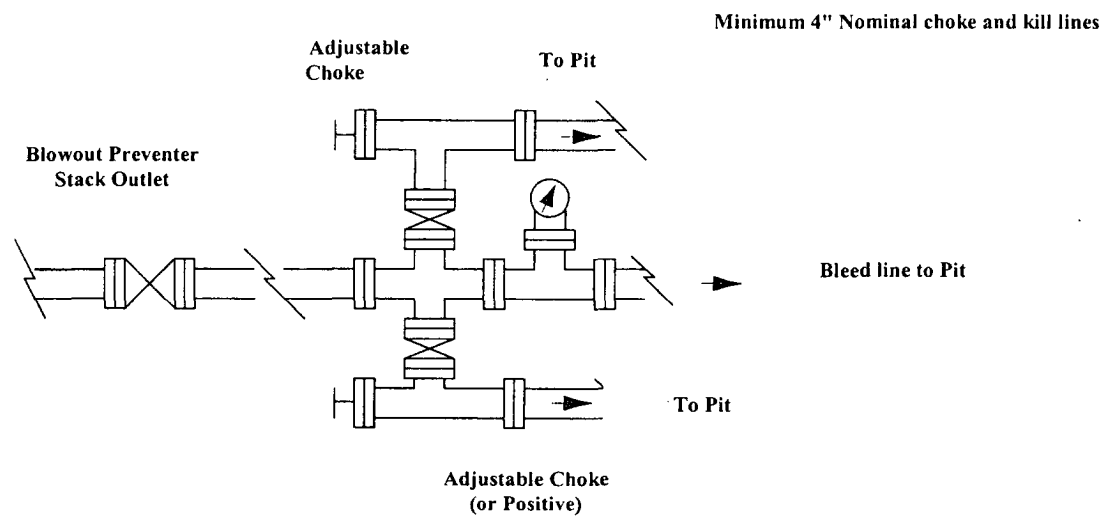 Minimum 4" Nominal choke and kill lines
Adjustable
Choke
To Pit
Blowout Preventer
Stack Outlet
Bleed line to Pit
To Pit
Adjustable Choke
(or Positive)